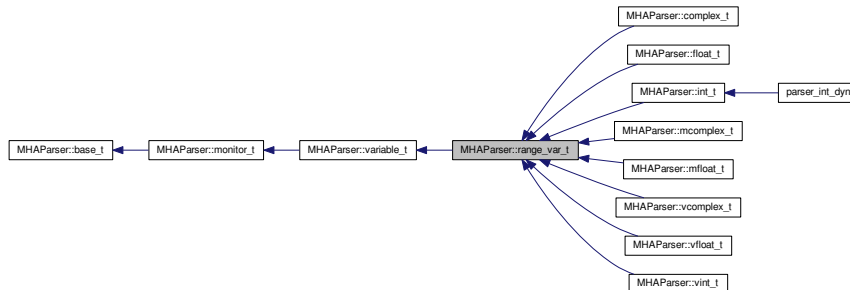 MHAParser::complex_t
MHAParser::float_t
MHAParser::int_t
parser_int_dyn
MHAParser::mcomplex_t
MHAParser::base_t
MHAParser::monitor_t
MHAParser::variable_t
MHAParser::range_var_t
MHAParser::mfloat_t
MHAParser::vcomplex_t
MHAParser::vfloat_t
MHAParser::vint_t